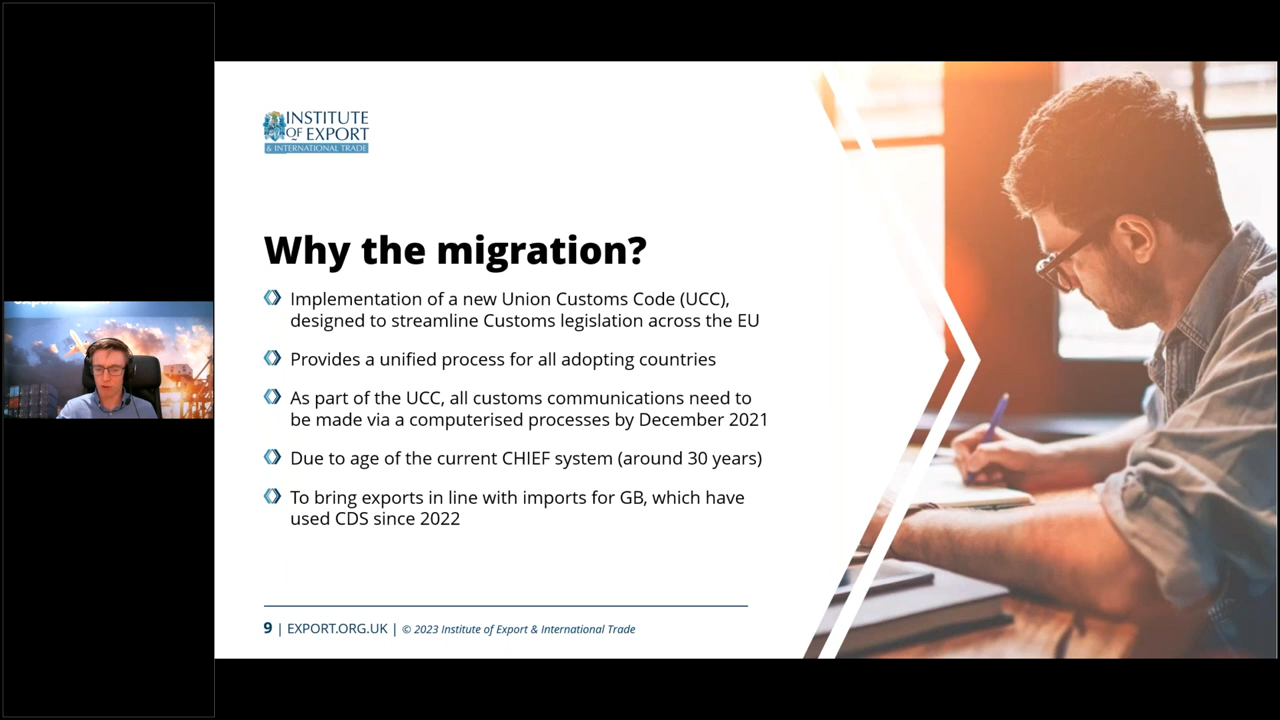 INSTITUTE
OF EXPORT
& INTERNATIONAL TRADE
Why the migration?
Implementation of a new Union Customs Code (UCC),
designed to streamline Customs legislation across the EU
Provides a unified process for all adopting countries
As part of the UCC, all customs communications need to
be made via a computerised processes by December 2021
Due to age of the current CHIEF system (around 30 years)
To bring exports in line with imports for GB, which have
used CDS since 2022
9 | EXPORT.ORG.UK | © 2023 Institute of Export & International Trade